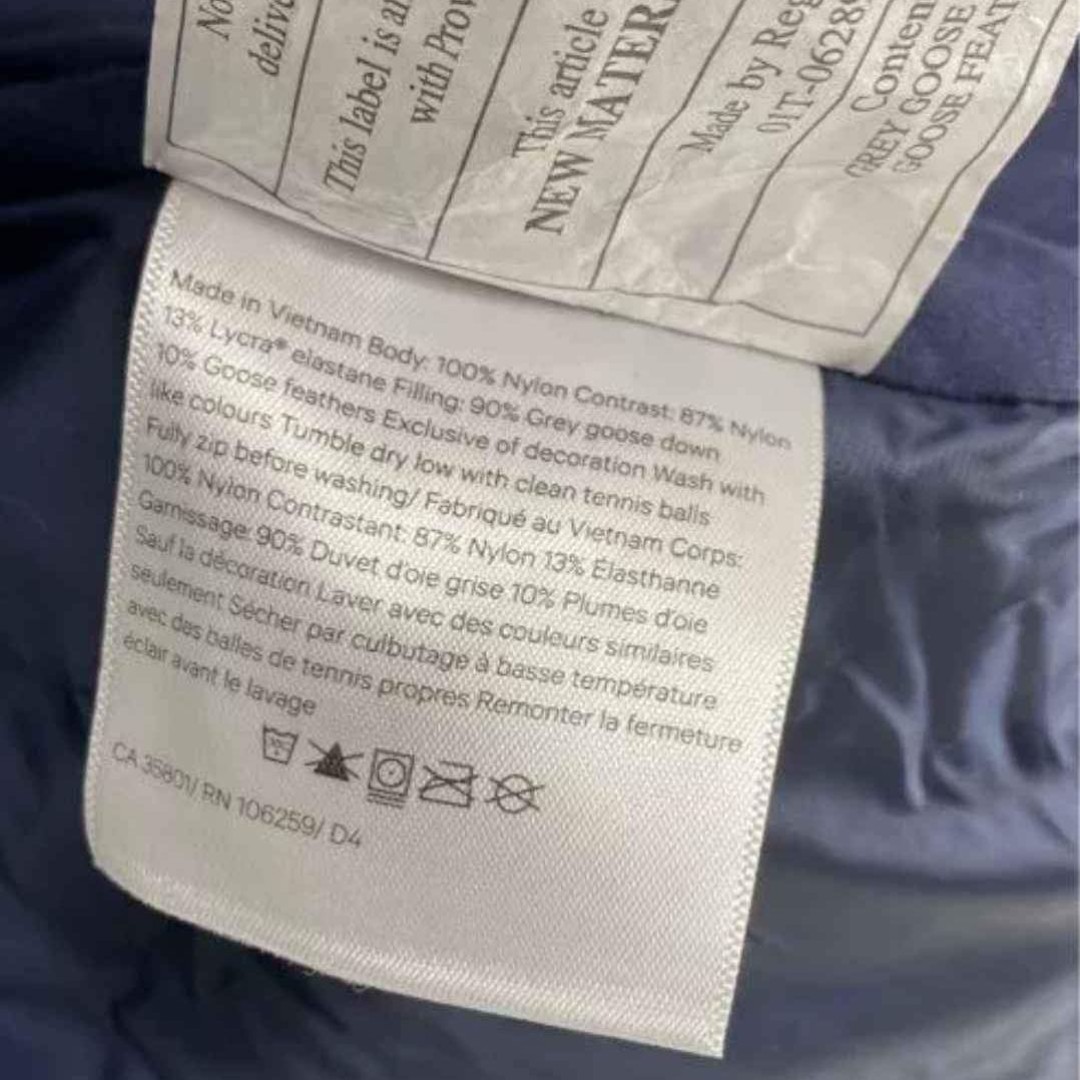 No
delive
This label is a
with Prov
This article
NEW MATER
Made by Reg
01T-0628
Conten
GREY GOOSE
GOOSE FEAT
Made in Vietnam Body: 100% Nylon Contrast: 87% Nylon
13% Lycra® elastane Filling: 90% Grey goose down
10% Goose feathers Exclusive of decoration Wash with
like colours Tumble dry low with clean tennis balls
Fully zip before washing/ Fabriqué au Vietnam Corps:
100% Nylon Contrastant: 87% Nylon 13% Élasthanne
Garnissage: 90% Duvet d'oie grise 10% Plumes d'oie
Sauf la décoration Laver avec des couleurs similaires
seulement Sécher par culbutage à basse température
avec des balles de tennis propres Remonter la fermeture
éclair avant le lavage
CA 35801/ RN 106259/ D4